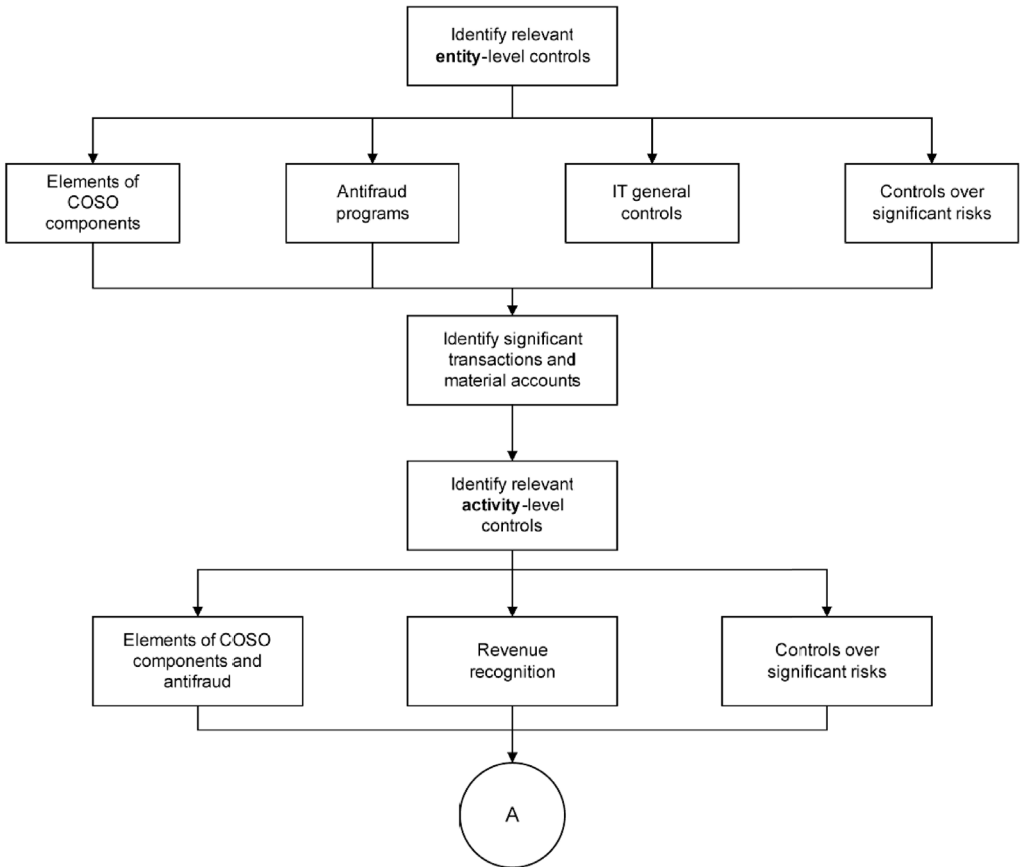 Identify relevant
entity-level controls
Elements of
COSO
components
Antifraud
programs
IT general
controls
Controls over
significant risks
Identify significant
transactions and
material accounts
Identify relevant
activity-level
controls
Elements of COSO
components and
antifraud
Revenue
recognition
Controls over
significant risks
A